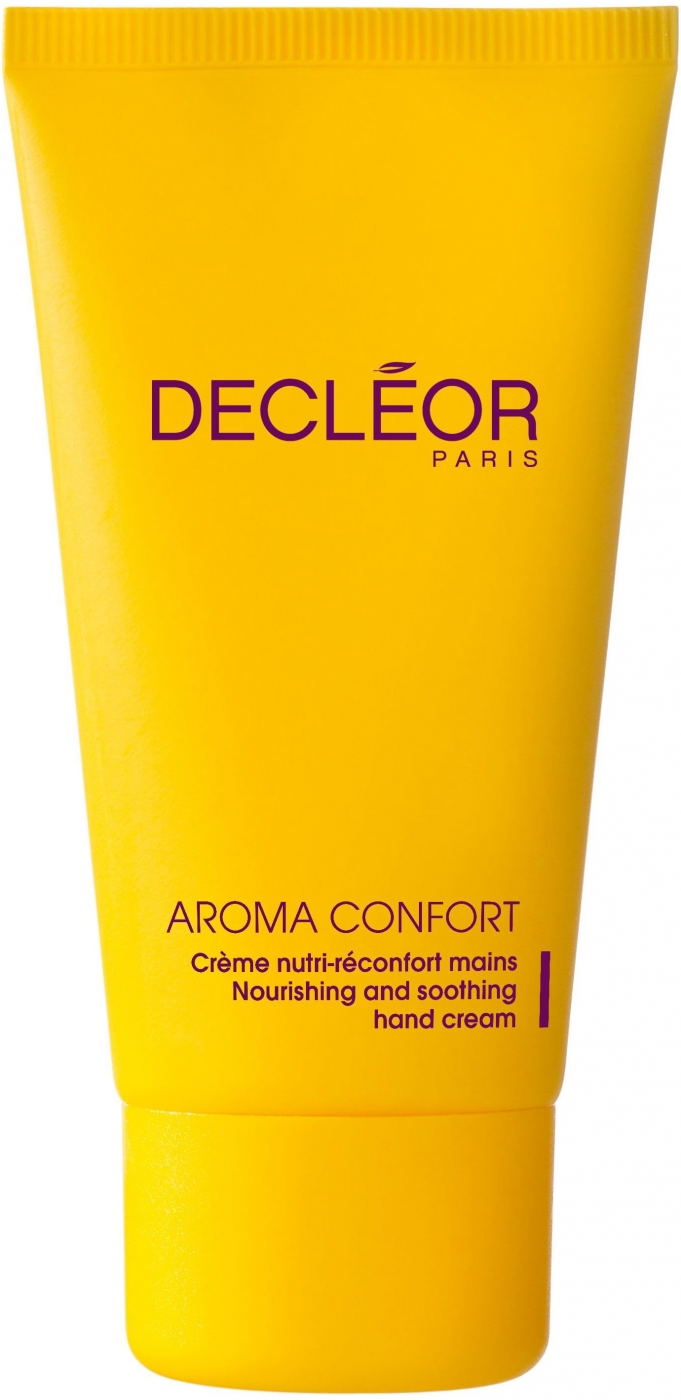 DECLÉOR
PARIS
AROMA CONFORT
Crème nutri-réconfort mains
Nourishing and soothing
hand cream